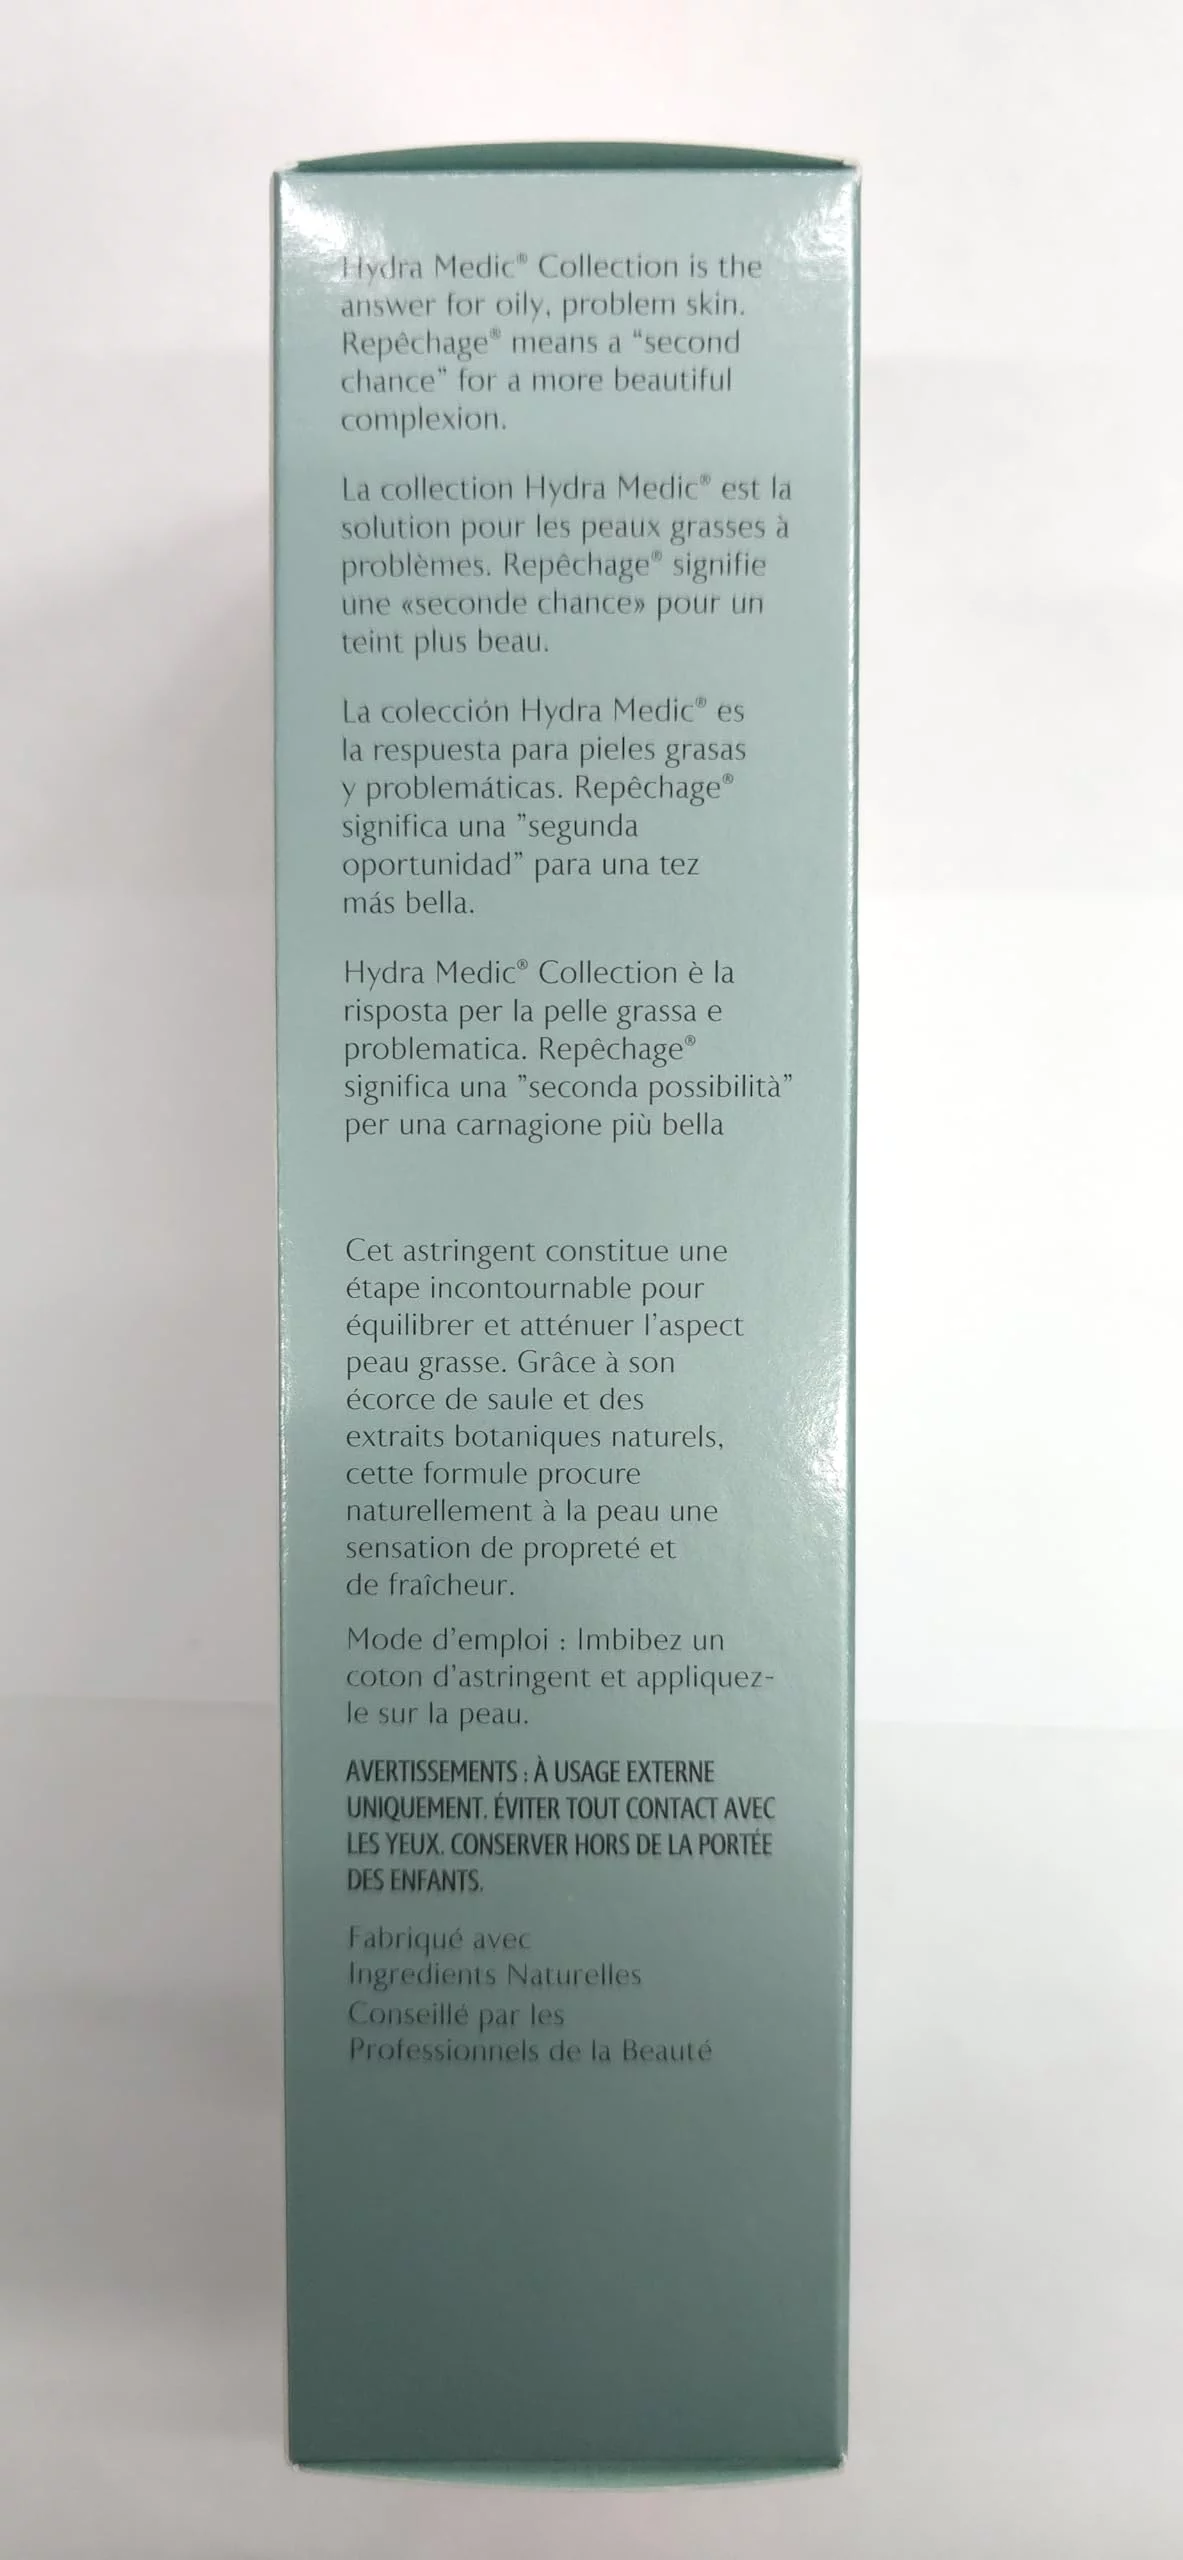 Hydra Medic® Collection is the
answer for oily, problem skin.
Repêchage® means a “second
chance” for a more beautiful
complexion.
La collection Hydra Medic® est la
solution pour les peaux grasses à
problèmes. Repêchage® signifie
une «seconde chance» pour un
teint plus beau.
La colección Hydra Medic® es
la respuesta para pieles grasas
y problemáticas. Repêchage®
significa una ”segunda
oportunidad” para una tez
más bella.
Hydra Medic® Collection è la
risposta per la pelle grassa e
problematica. Repêchage®
significa una ”seconda possibilità”
per una carnagione più bella
Cet astringent constitue une
étape incontournable pour
équilibrer et atténuer l’aspect
peau grasse. Grâce à son
écorce de saule et des
extraits botaniques naturels,
cette formule procure
naturellement à la peau une
sensation de propreté et
de fraîcheur.
Mode d’emploi : Imbibez un
coton d’astringent et appliquez-
le sur la peau.
AVERTISSEMENTS : À USAGE EXTERNE
UNIQUEMENT. ÉVITER TOUT CONTACT AVEC
LES YEUX. CONSERVER HORS DE LA PORTÉE
DES ENFANTS.
Fabriqué avec
Ingredients Naturelles
Conseillé par les
Professionnels de la Beauté